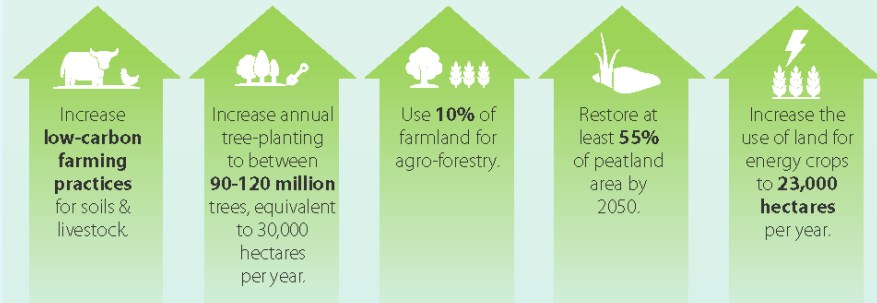 Increase
low-carbon
farming
practices
for soils &
livestock.
Increase annual
tree-planting
to between
90-120 million
trees, equivalent
to 30,000
hectares
per year.
Use 10% of
farmland for
agro-forestry.
Restore at
least 55%
of peatland
area by
2050.
Increase the
use of land for
energy crops
to 23,000
hectares
per year.